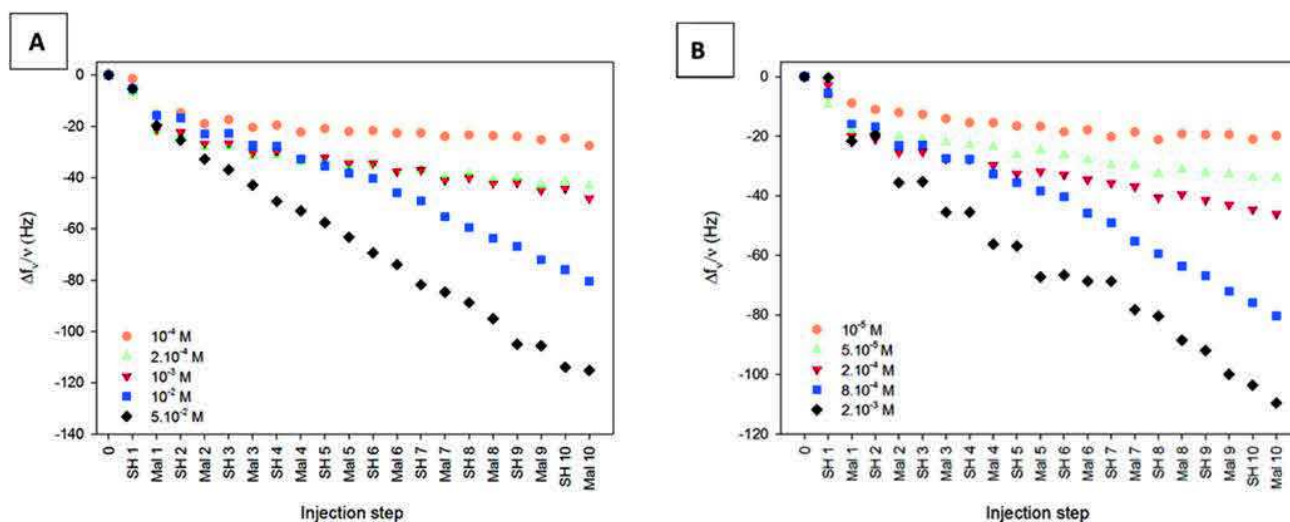 A
0
-20
-40
-60
-80
-100
-120
-140
Δfᵥ/ν (Hz)
10⁻⁴ M
2.10⁻⁴ M
10⁻³ M
10⁻² M
5.10⁻² M
0
SH 1
Mal 1
SH 2
Mal 2
SH 3
Mal 3
SH 4
Mal 4
SH 5
Mal 5
SH 6
Mal 6
SH 7
Mal 7
SH 8
Mal 8
SH 9
Mal 9
SH 10
Mal 10
Injection step
B
0
-20
-40
-60
-80
-100
-120
Δfᵥ/ν (Hz)
10⁻⁵ M
5.10⁻⁵ M
2.10⁻⁴ M
8.10⁻⁴ M
2.10⁻³ M
0
SH 1
Mal 1
SH 2
Mal 2
SH 3
Mal 3
SH 4
Mal 4
SH 5
Mal 5
SH 6
Mal 6
SH 7
Mal 7
SH 8
Mal 8
SH 9
Mal 9
SH 10
Mal 10
Injection step